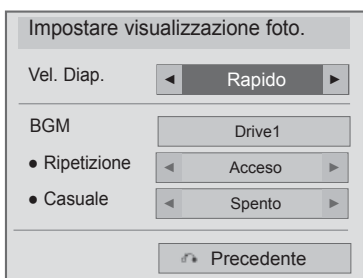 Impostare visualizzazione foto.
Vel. Diap. ◄ Rapido ►
BGM Drive1
● Ripetizione ◄ Acceso ►
● Casuale ◄ Spento ►
Precedente